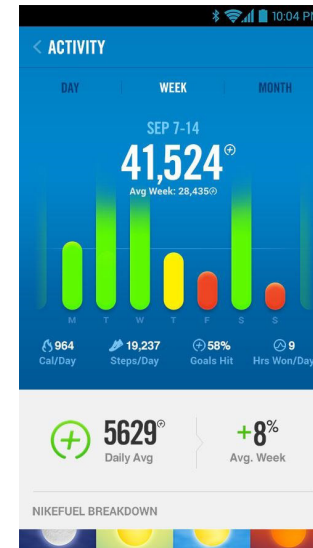 10:04 PM
< ACTIVITY
DAY WEEK MONTH
SEP 7-14
41,524
Avg Week: 28,435
M T W T F S S
964 19,237 58% 9
Cal/Day Steps/Day Goals Hit Hrs Won/Day
5629 +8%
Daily Avg Avg. Week
NIKEFUEL BREAKDOWN